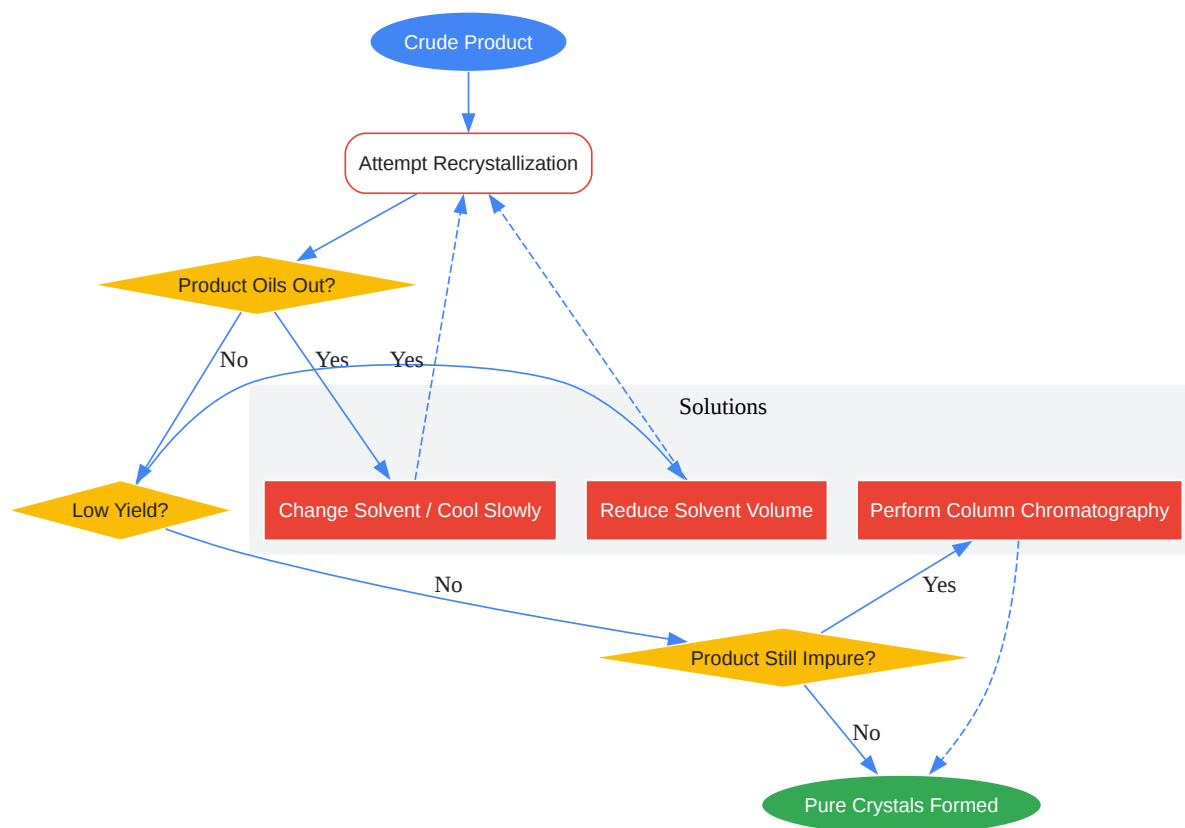 Crude Product
Attempt Recrystallization
Product Oils Out?
No
Yes
Yes
Solutions
Low Yield?
Change Solvent / Cool Slowly
Reduce Solvent Volume
Perform Column Chromatography
No
Yes
Product Still Impure?
No
Pure Crystals Formed